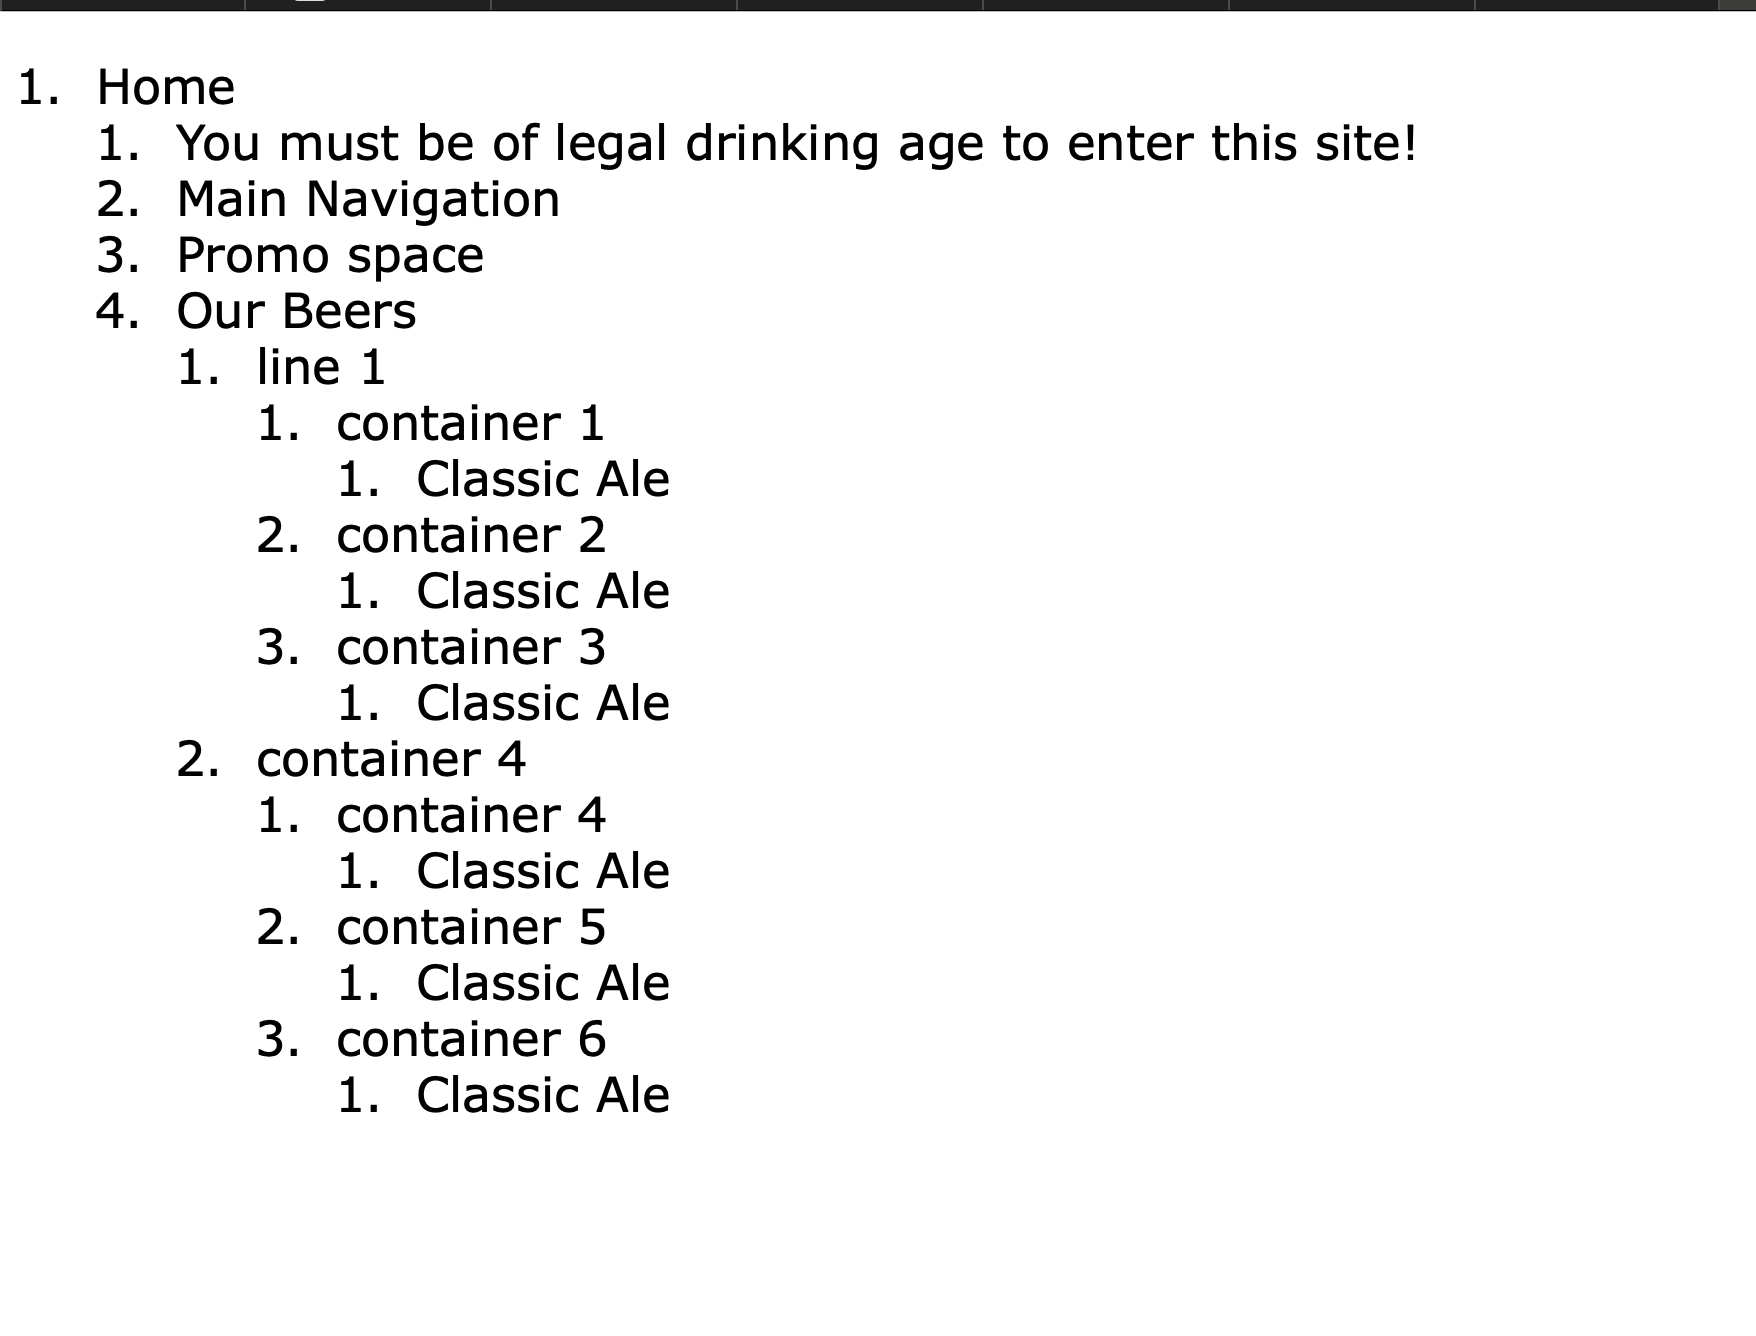 1. Home
1. You must be of legal drinking age to enter this site!
2. Main Navigation
3. Promo space
4. Our Beers
1. line 1
1. container 1
1. Classic Ale
2. container 2
1. Classic Ale
3. container 3
1. Classic Ale
2. container 4
1. container 4
1. Classic Ale
2. container 5
1. Classic Ale
3. container 6
1. Classic Ale